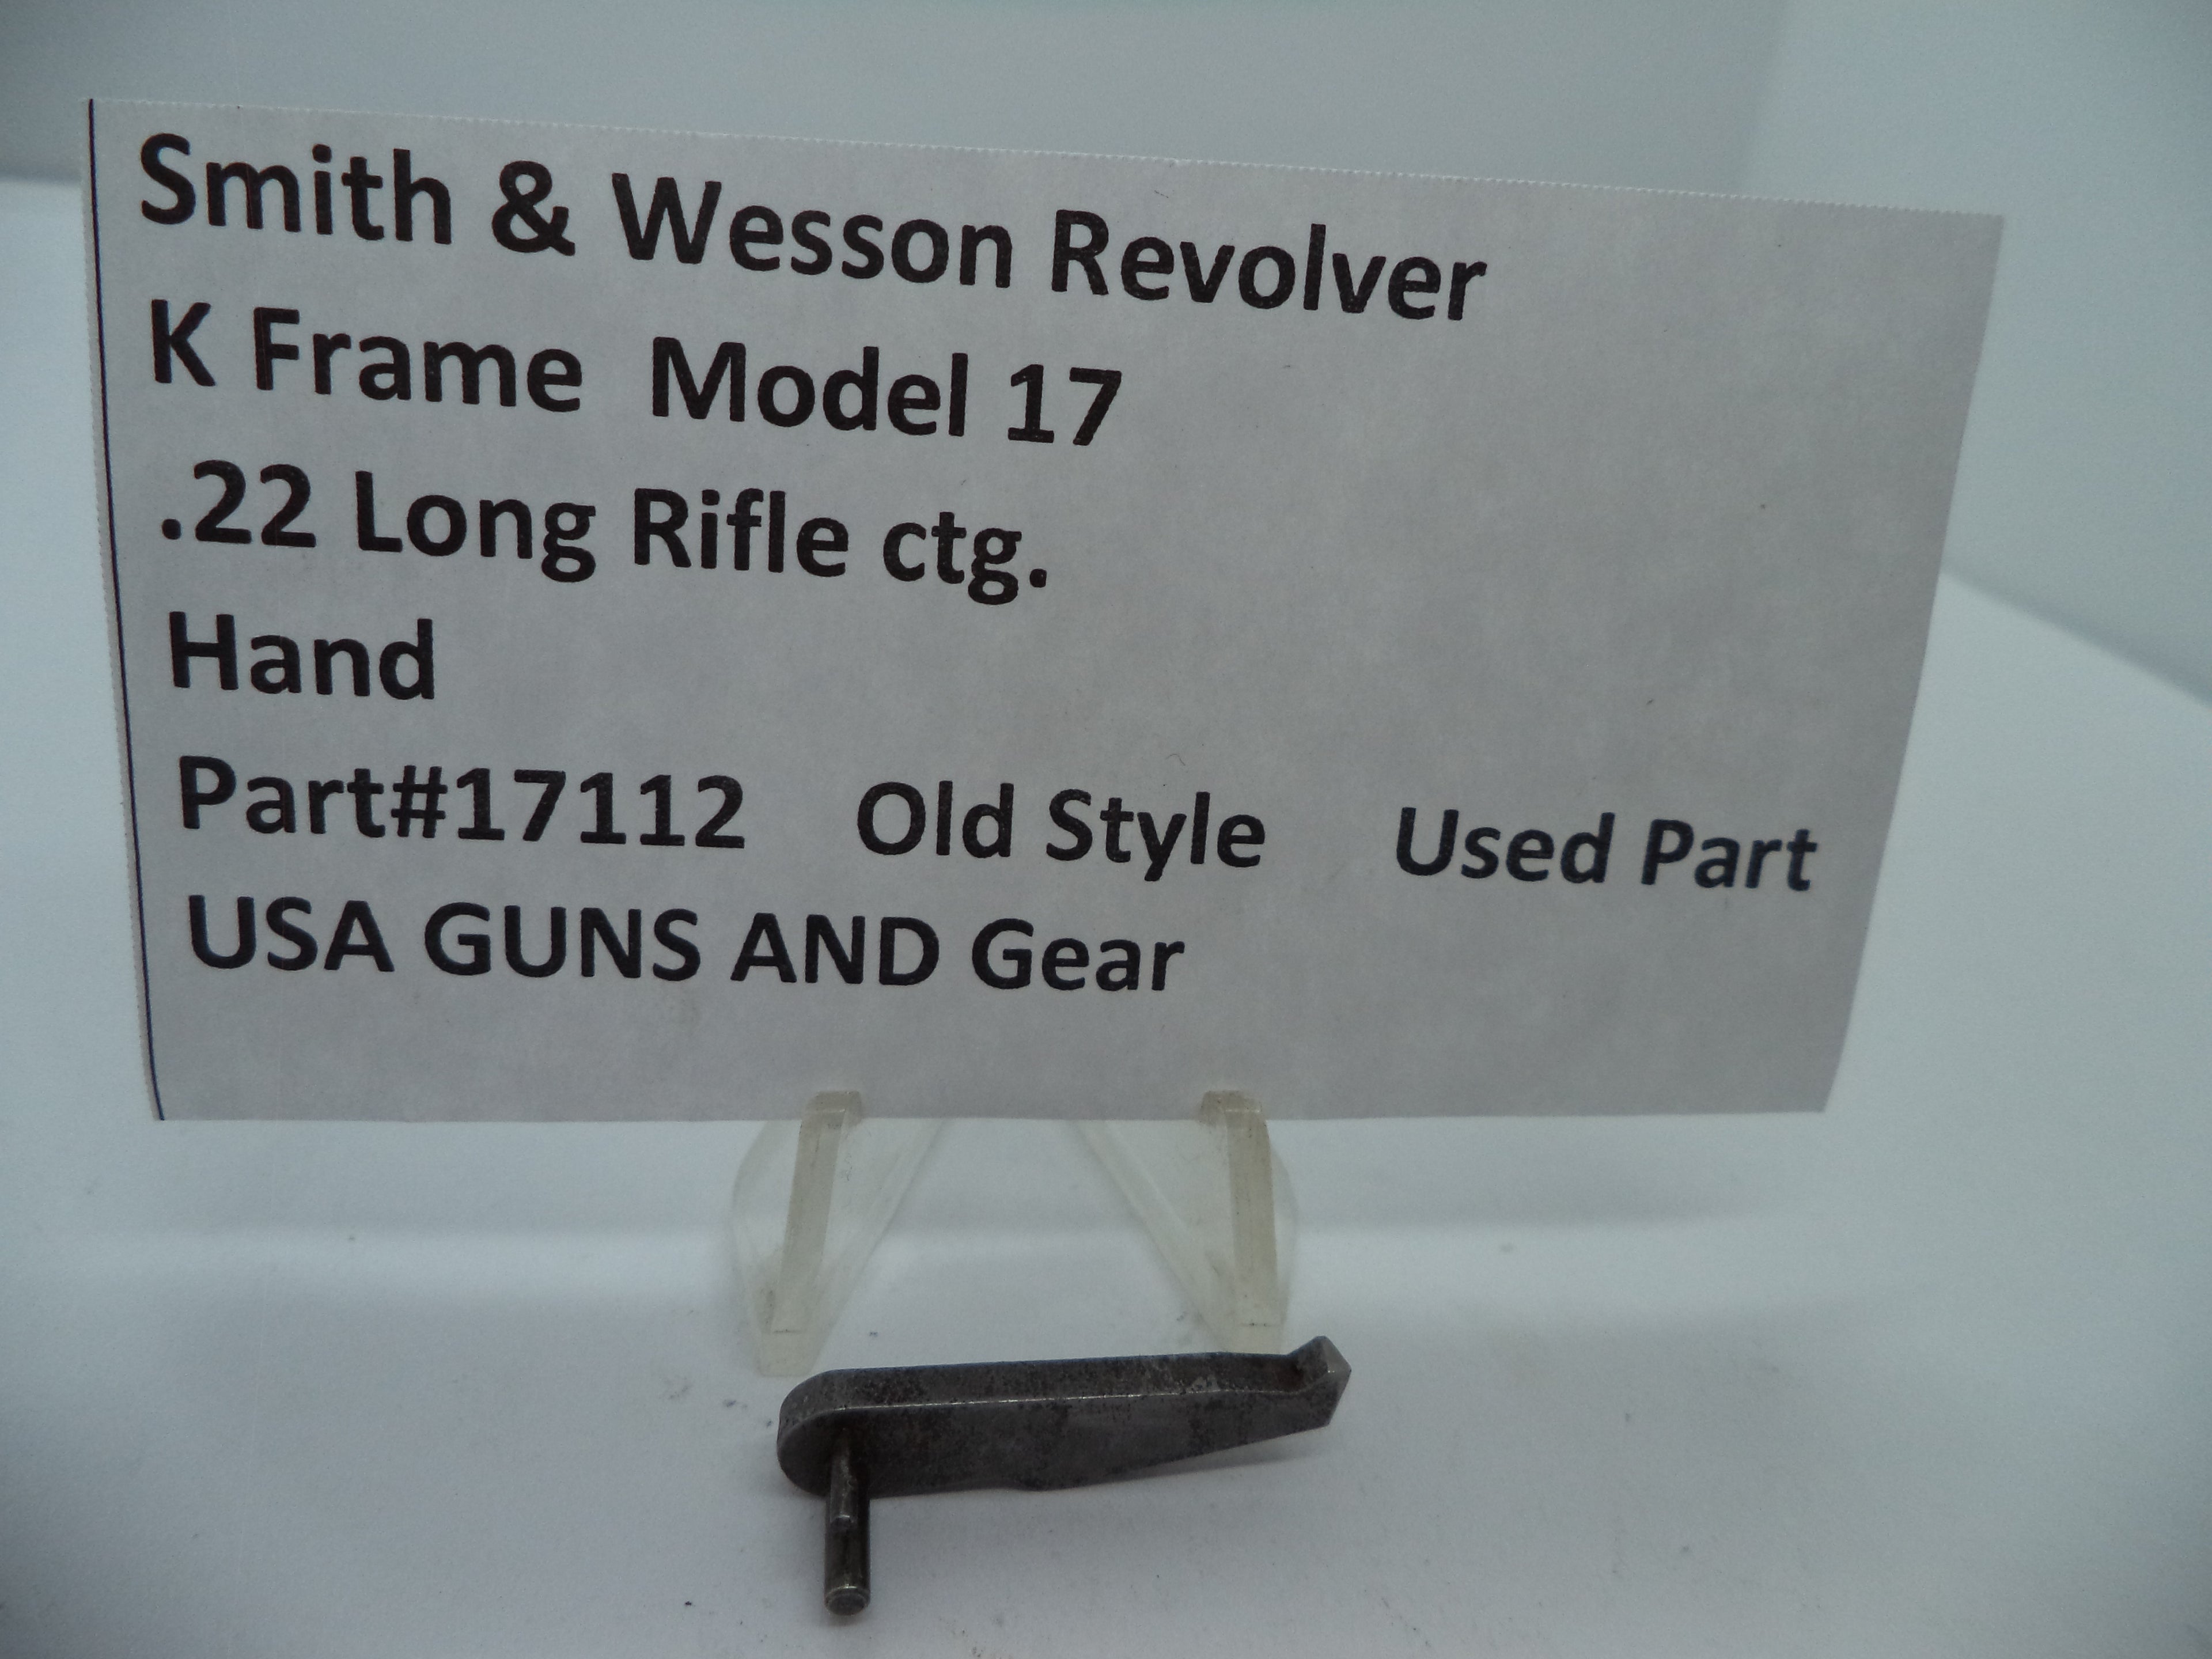 Smith & Wesson Revolver
K Frame Model 17
.22 Long Rifle ctg.
Hand
Part#17112 Old Style Used Part
USA GUNS AND Gear